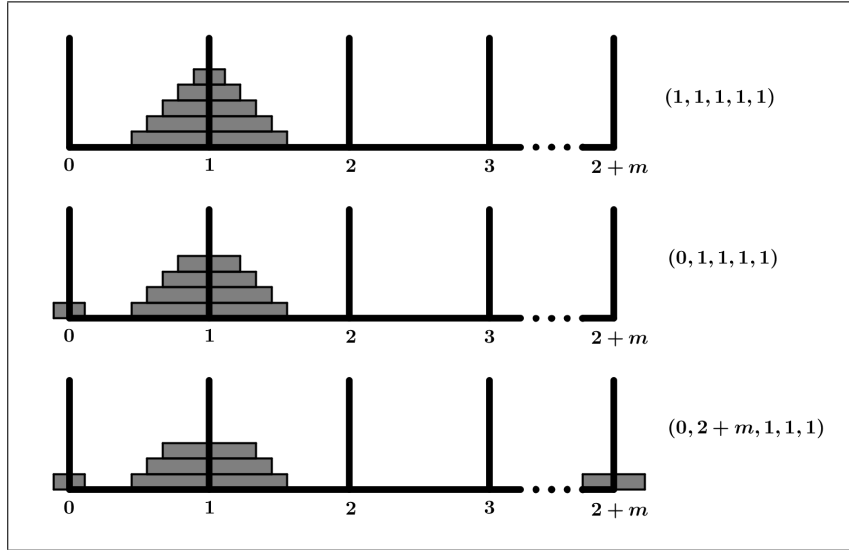 (1, 1, 1, 1, 1)
0 1 2 3 2 + m
(0, 1, 1, 1, 1)
0 1 2 3 2 + m
(0, 2 + m, 1, 1, 1)
0 1 2 3 2 + m